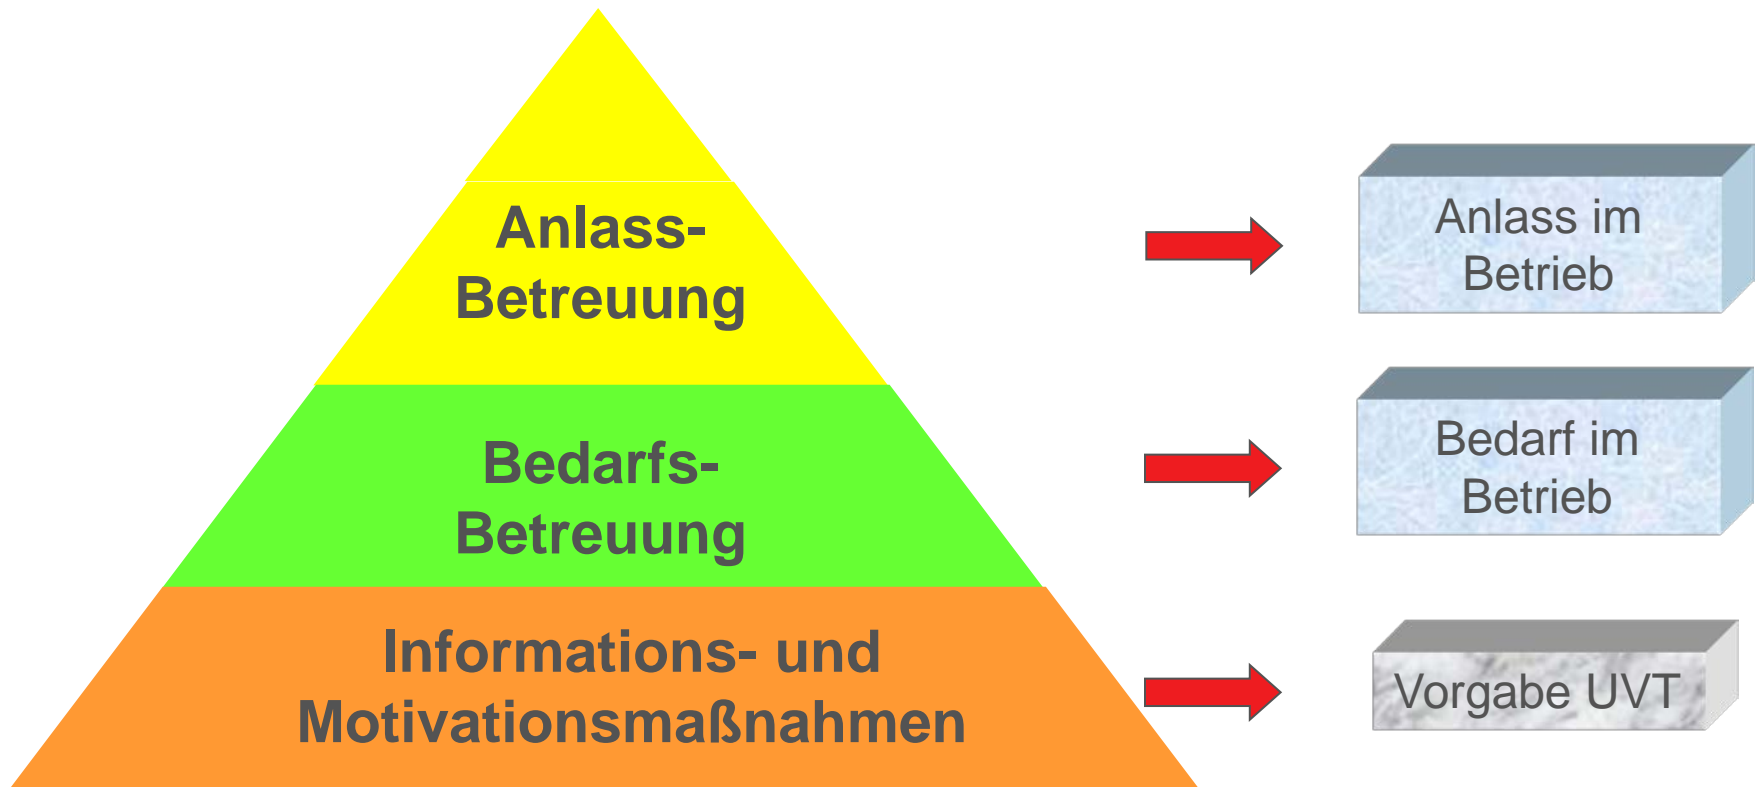 Anlass-
Betreuung
Anlass im
Betrieb
Bedarfs-
Betreuung
Bedarf im
Betrieb
Informations- und
Motivationsmaßnahmen
Vorgabe UVT